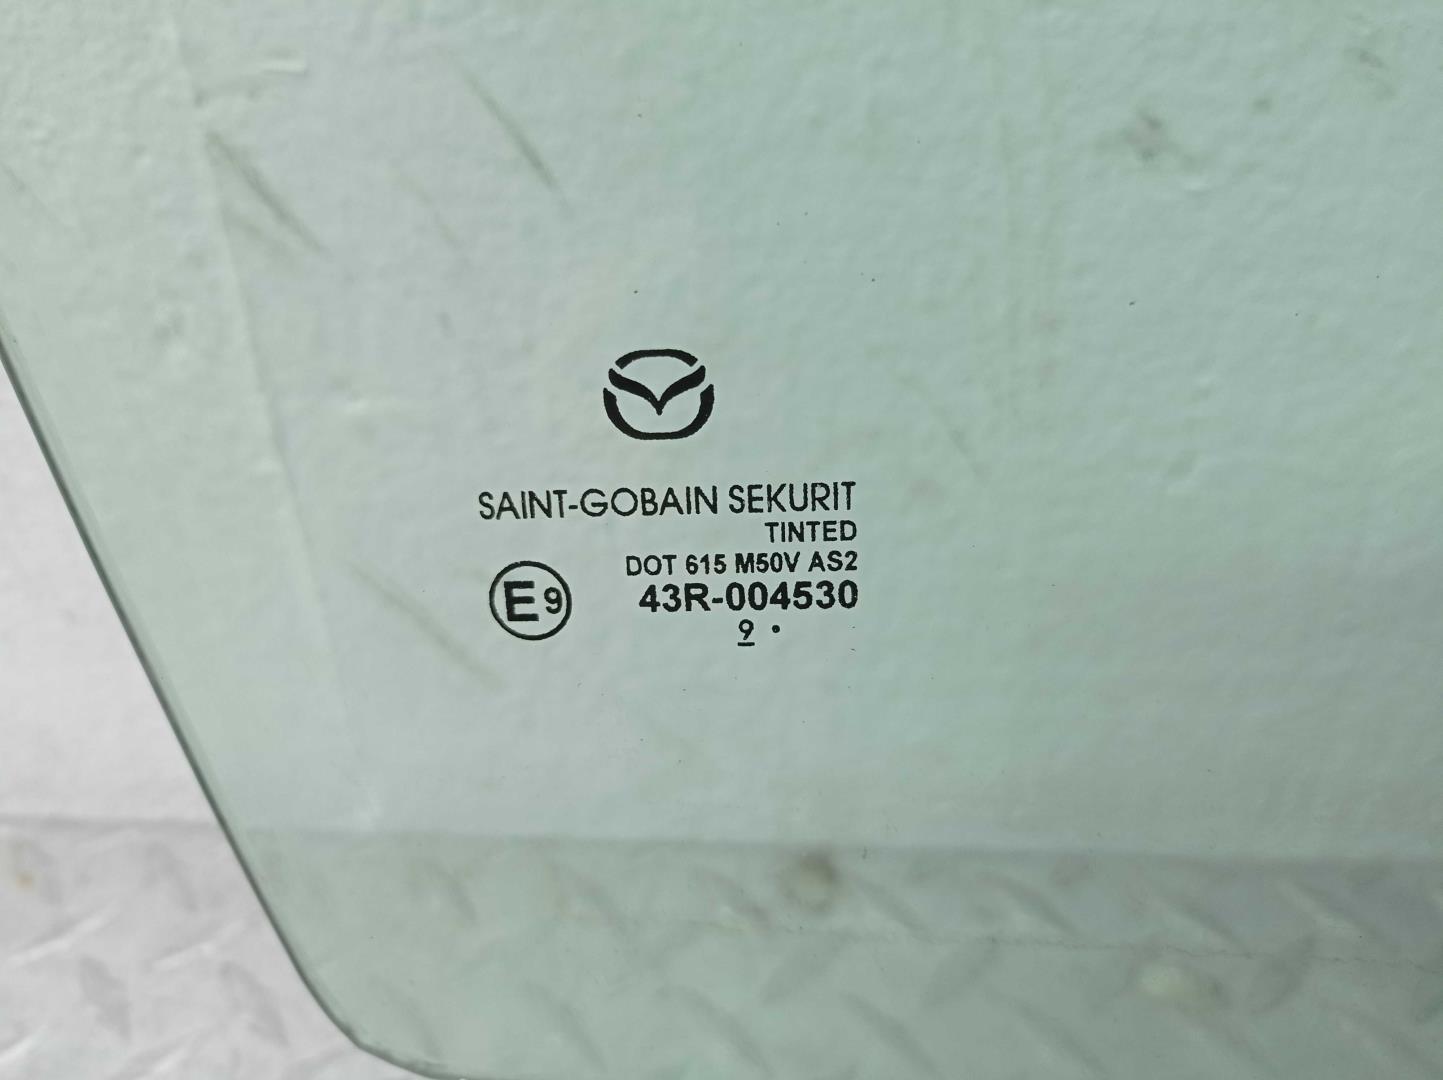 SAINT-GOBAIN SEKURIT
TINTED
DOT 615 M50V AS2
E9 43R-004530
9 •